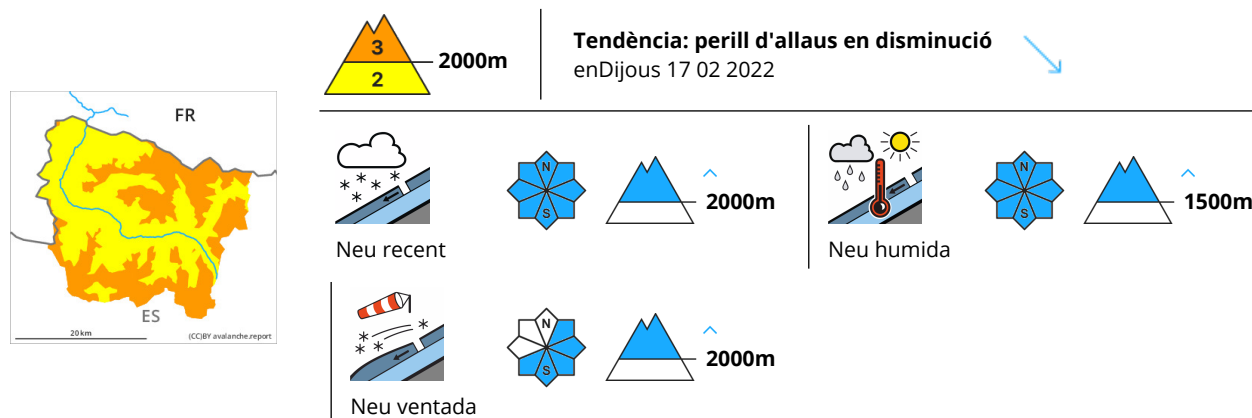 3
2
2000m
Tendència: perill d'allaus en disminució
enDijous 17 02 2022
FR
ES
20 km
(CC)BY avalanche.report
N
S
2000m
Neu recent
N
S
1500m
Neu humida
N
S
2000m
Neu ventada